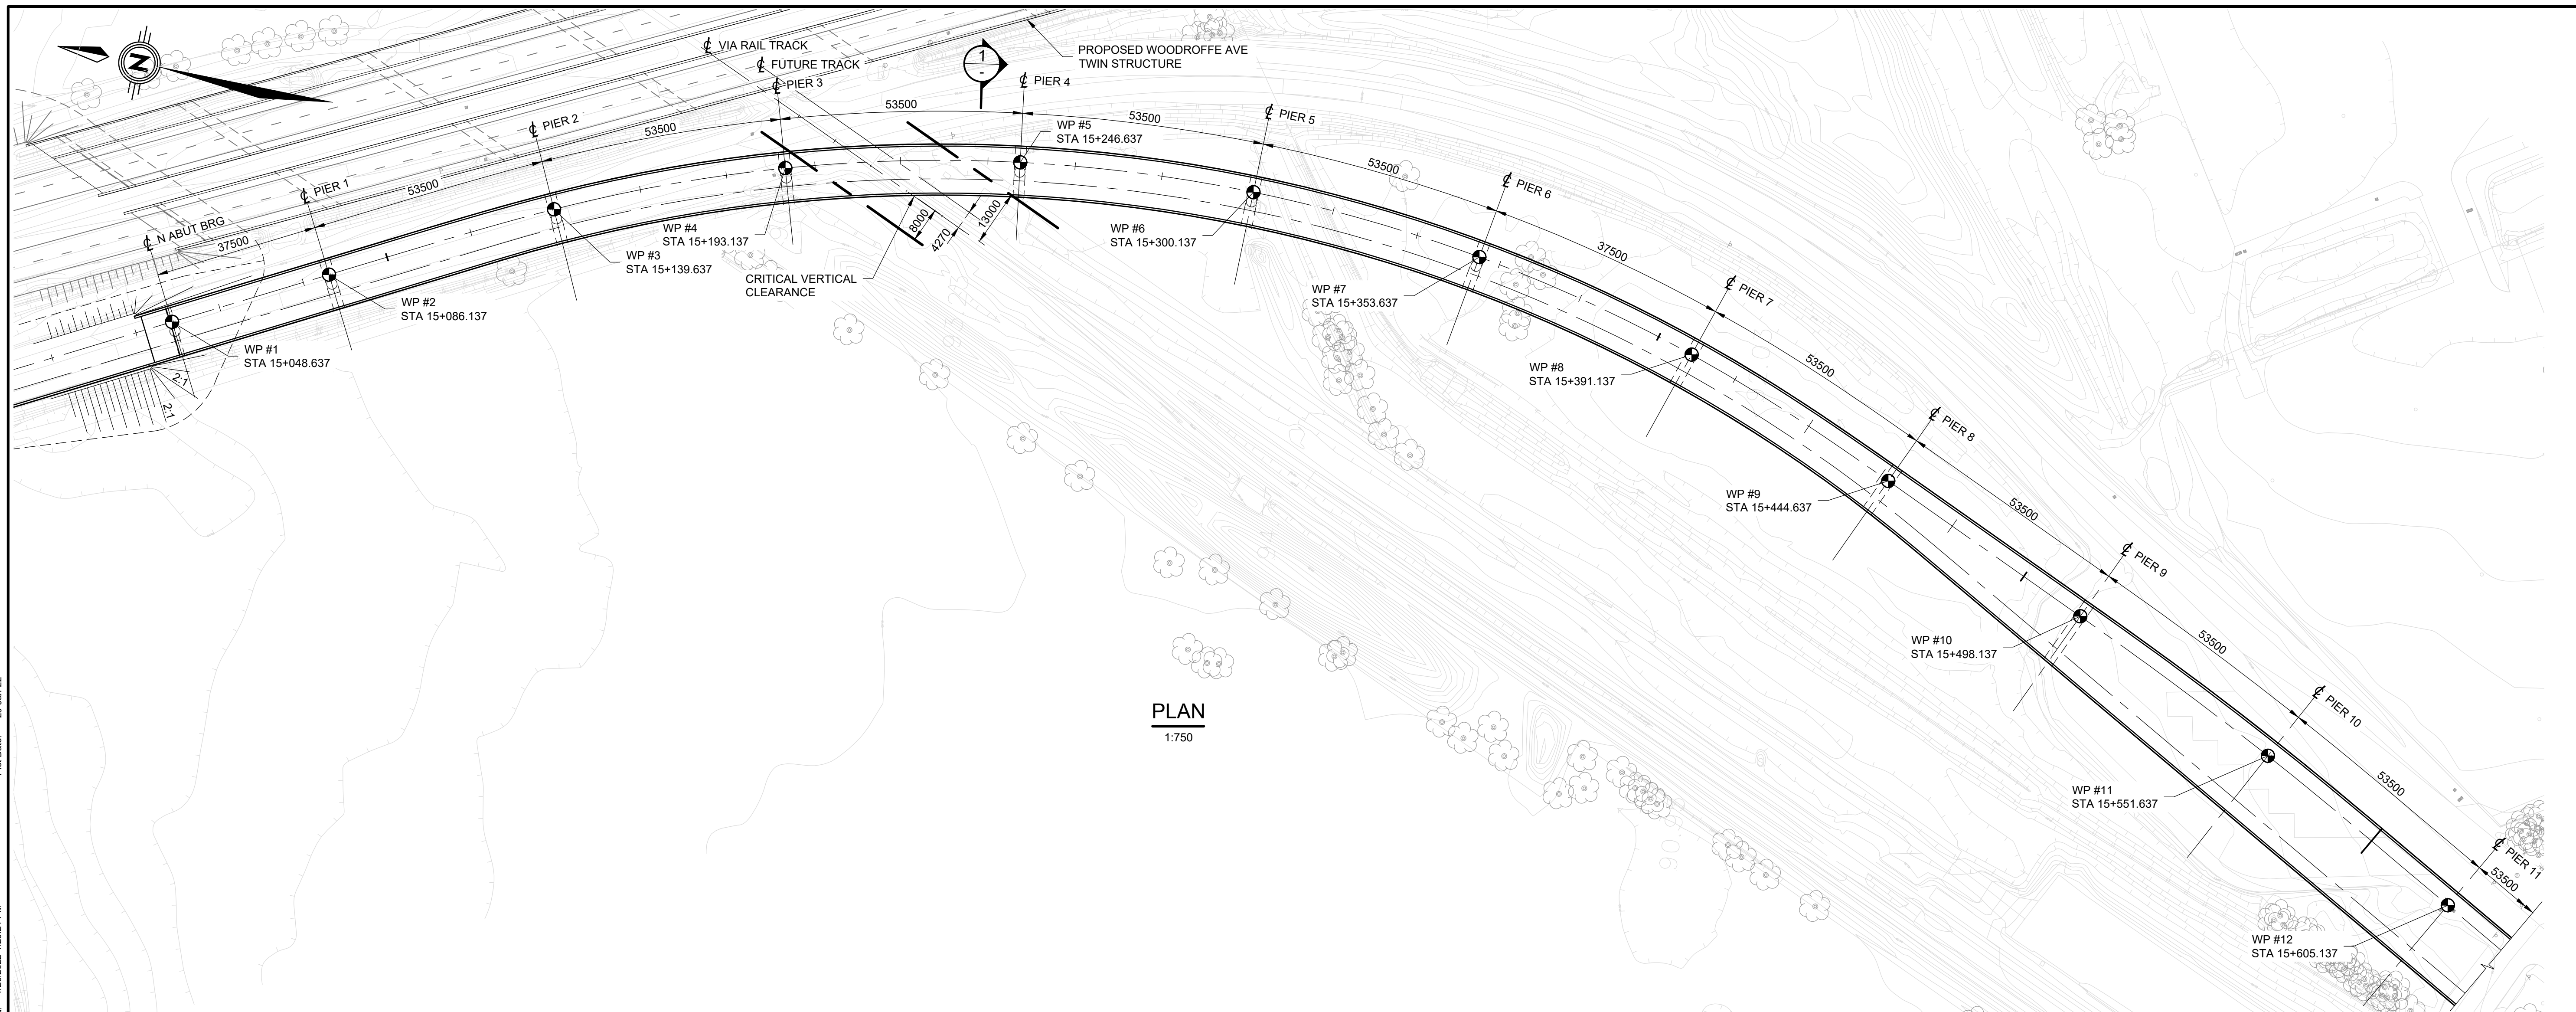 ℄ VIA RAIL TRACK
℄ FUTURE TRACK
℄ PIER 3
1
-
PROPOSED WOODROFFE AVE
TWIN STRUCTURE
℄ PIER 4
53500
53500
℄ PIER 5
℄ PIER 2
53500
WP #5
STA 15+246.637
53500
℄ PIER 6
℄ PIER 1
53500
N
℄ N ABUT BRG
37500
WP #4
STA 15+193.137
WP #3
STA 15+139.637
8000
4270
13000
WP #6
STA 15+300.137
37500
℄ PIER 7
CRITICAL VERTICAL
CLEARANCE
WP #2
STA 15+086.137
WP #7
STA 15+353.637
WP #1
STA 15+048.637
2:1
2:1
53500
WP #8
STA 15+391.137
℄ PIER 8
53500
WP #9
STA 15+444.637
℄ PIER 9
53500
WP #10
STA 15+498.137
℄ PIER 10
PLAN
1:750
53500
WP #11
STA 15+551.637
℄ PIER 11
53500
WP #12
STA 15+605.137